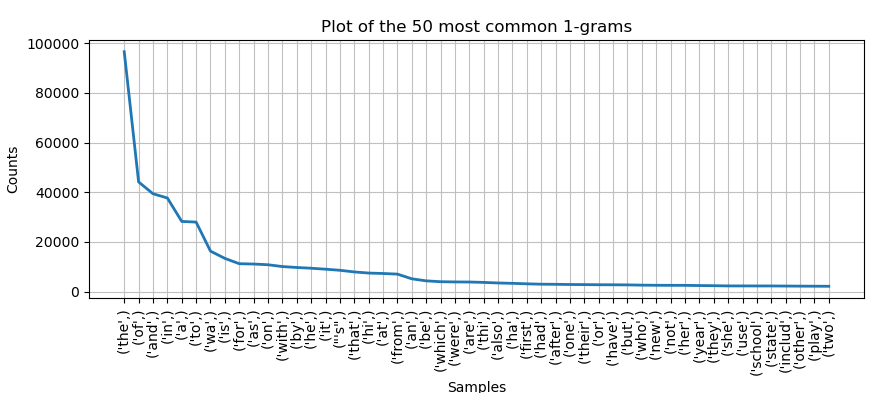 Plot of the 50 most common 1-grams
100000
80000
60000
40000
20000
0
Counts
('the',)
('of',)
('and',)
('in',)
('a',)
('to',)
('wa',)
('is',)
('for',)
('as',)
('on',)
('with',)
('by',)
('he',)
('it',)
("'s",)
('that',)
('hi',)
('at',)
('from',)
('an',)
('be',)
('which',)
('were',)
('are',)
('thi',)
('also',)
('ha',)
('first',)
('had',)
('after',)
('one',)
('their',)
('or',)
('have',)
('but',)
('who',)
('new',)
('not',)
('her',)
('year',)
('they',)
('she',)
('use',)
('school',)
('state',)
('includ',)
('other',)
('play',)
('two',)
Samples